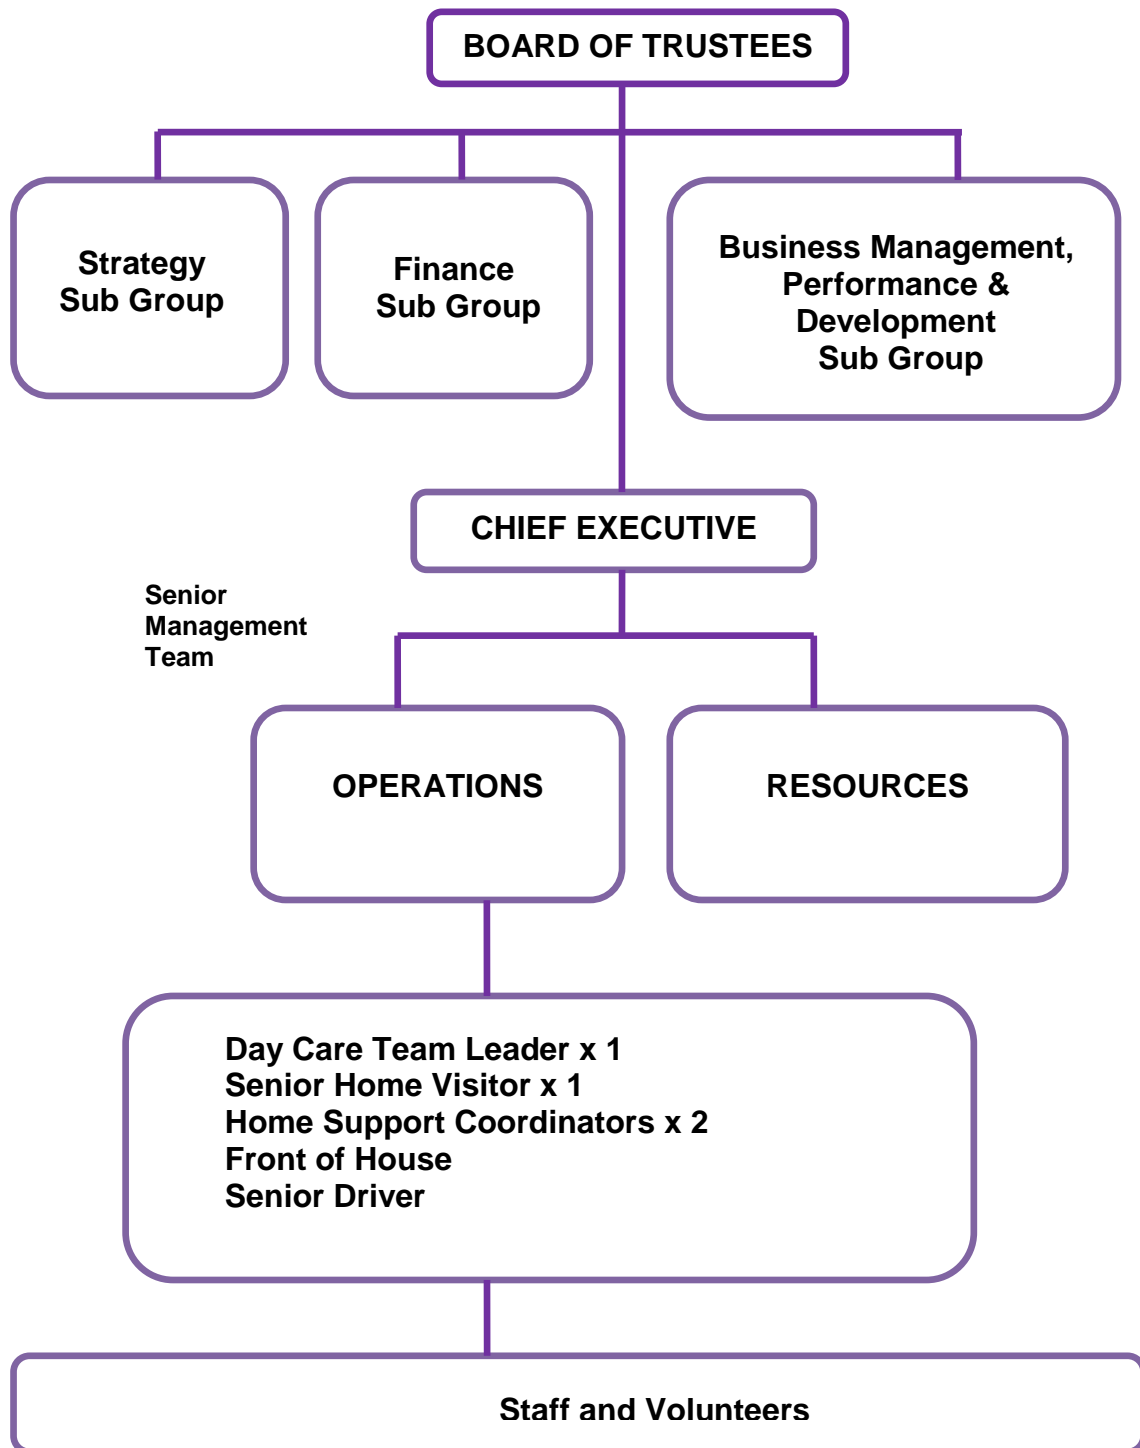 BOARD OF TRUSTEES
Strategy
Sub Group
Finance
Sub Group
Business Management,
Performance &
Development
Sub Group
CHIEF EXECUTIVE
Senior
Management
Team
OPERATIONS
RESOURCES
Day Care Team Leader x 1
Senior Home Visitor x 1
Home Support Coordinators x 2
Front of House
Senior Driver
Staff and Volunteers